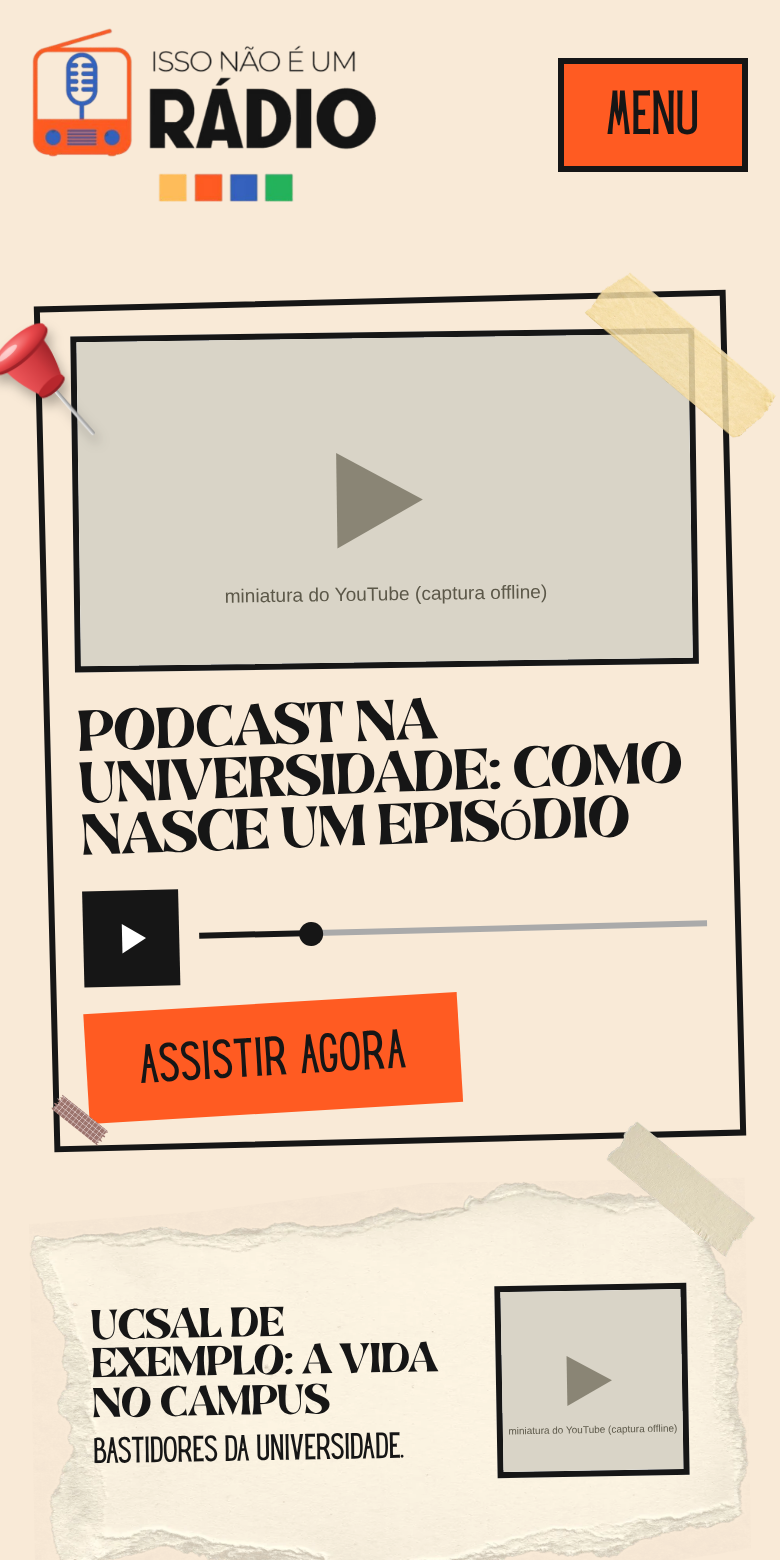 ISSO NÃO É UM
RÁDIO
MENU
miniatura do YouTube (captura offline)
PODCAST NA
UNIVERSIDADE: COMO
NASCE UM EPISóDIO
ASSISTIR AGORA
UCSAL DE
EXEMPLO: A VIDA
NO CAMPUS
BASTIDORES DA UNIVERSIDADE.
miniatura do YouTube (captura offline)